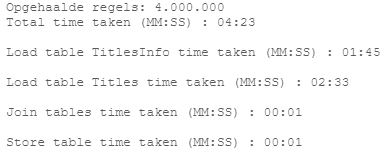 Opgehaalde regels: 4.000.000
Total time taken (MM:SS) : 04:23
Load table TitlesInfo time taken (MM:SS) : 01:45
Load table Titles time taken (MM:SS) : 02:33
Join tables time taken (MM:SS) : 00:01
Store table time taken (MM:SS) : 00:01